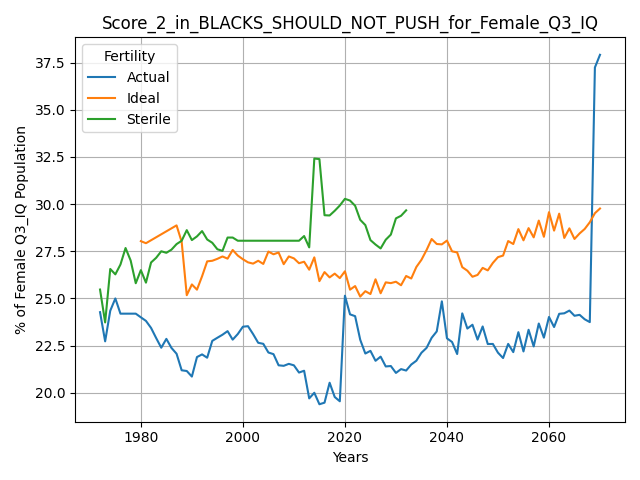 Score_2_in_BLACKS_SHOULD_NOT_PUSH_for_Female_Q3_IQ
Fertility
Actual
Ideal
Sterile
% of Female Q3_IQ Population
37.5
35.0
32.5
30.0
27.5
25.0
22.5
20.0
1980 2000 2020 2040 2060
Years